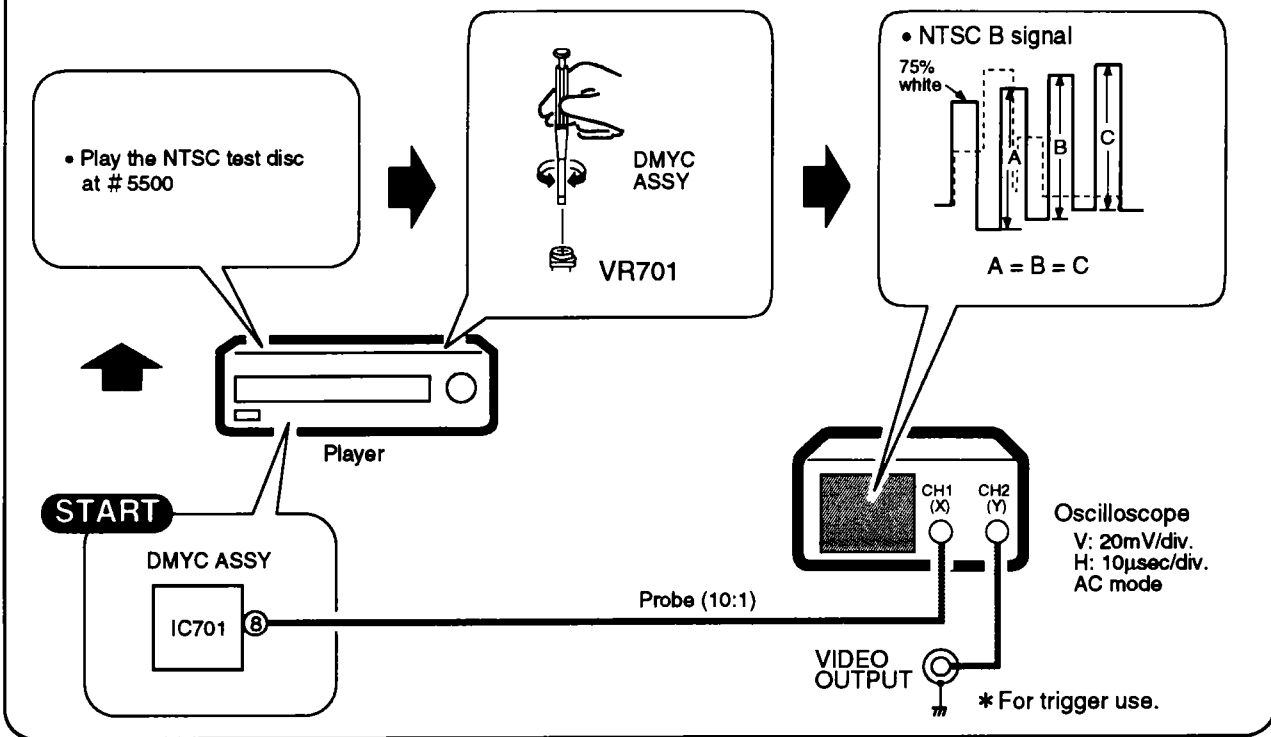 • Play the NTSC test disc
at # 5500
DMYC
ASSY
VR701
• NTSC B signal
75%
white
A
B
C
A = B = C
Player
START
DMYC ASSY
IC701
8
Probe (10:1)
CH1
(X)
CH2
(Y)
Oscilloscope
V: 20mV/div.
H: 10µsec/div.
AC mode
VIDEO
OUTPUT
* For trigger use.